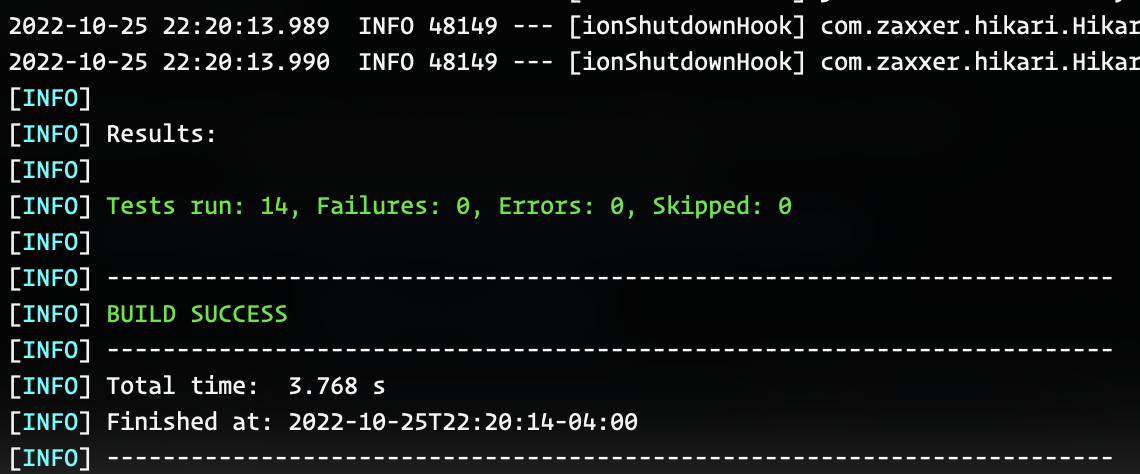 2022-10-25 22:20:13.989  INFO 48149 --- [ionShutdownHook] com.zaxxer.hikari.Hikar
2022-10-25 22:20:13.990  INFO 48149 --- [ionShutdownHook] com.zaxxer.hikari.Hikar
[INFO]
[INFO] Results:
[INFO]
[INFO] Tests run: 14, Failures: 0, Errors: 0, Skipped: 0
[INFO]
[INFO] ------------------------------------------------------------------------
[INFO] BUILD SUCCESS
[INFO] ------------------------------------------------------------------------
[INFO] Total time:  3.768 s
[INFO] Finished at: 2022-10-25T22:20:14-04:00
[INFO] ------------------------------------------------------------------------